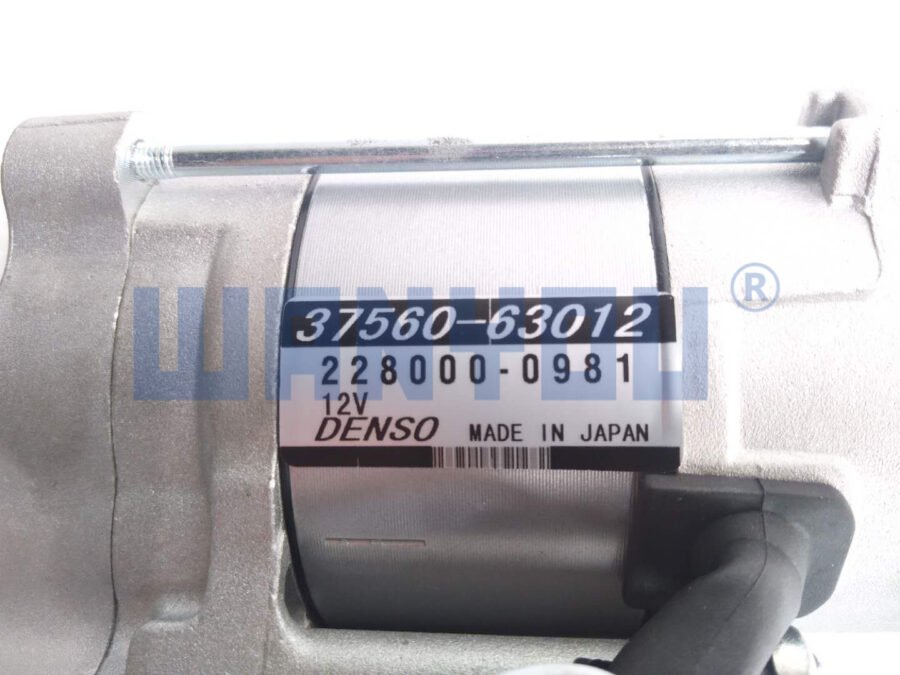 WANYOU®
37560-63012
228000-0981
12V
DENSO MADE IN JAPAN